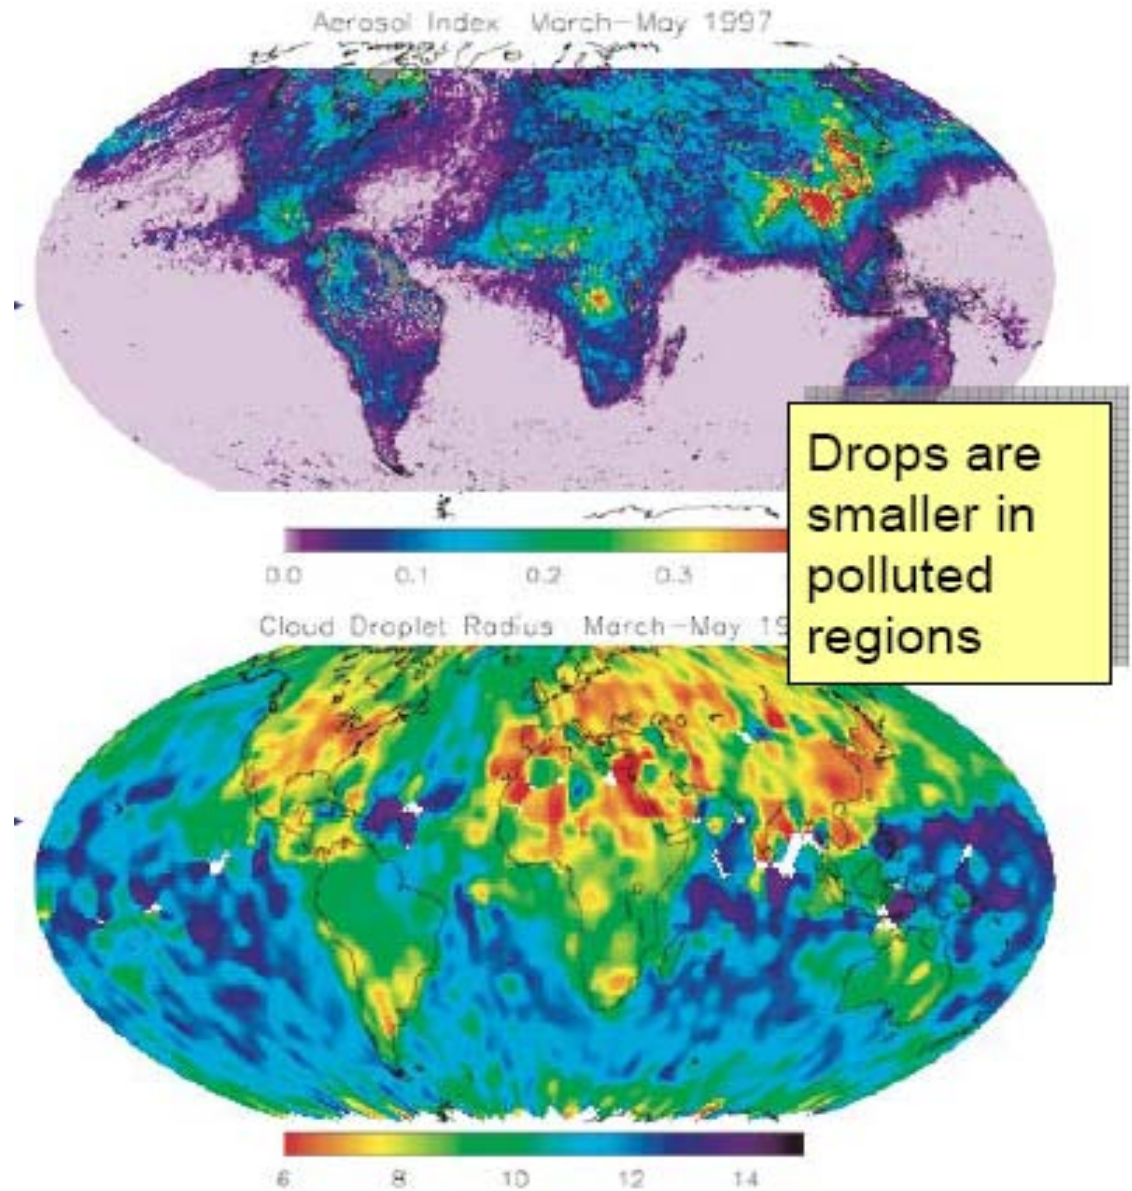 Aerosol Index March-May 1997
Drops are
smaller in
polluted
regions
0.0 0.1 0.2 0.3
Cloud Droplet Radius March-May 19
6 8 10 12 14